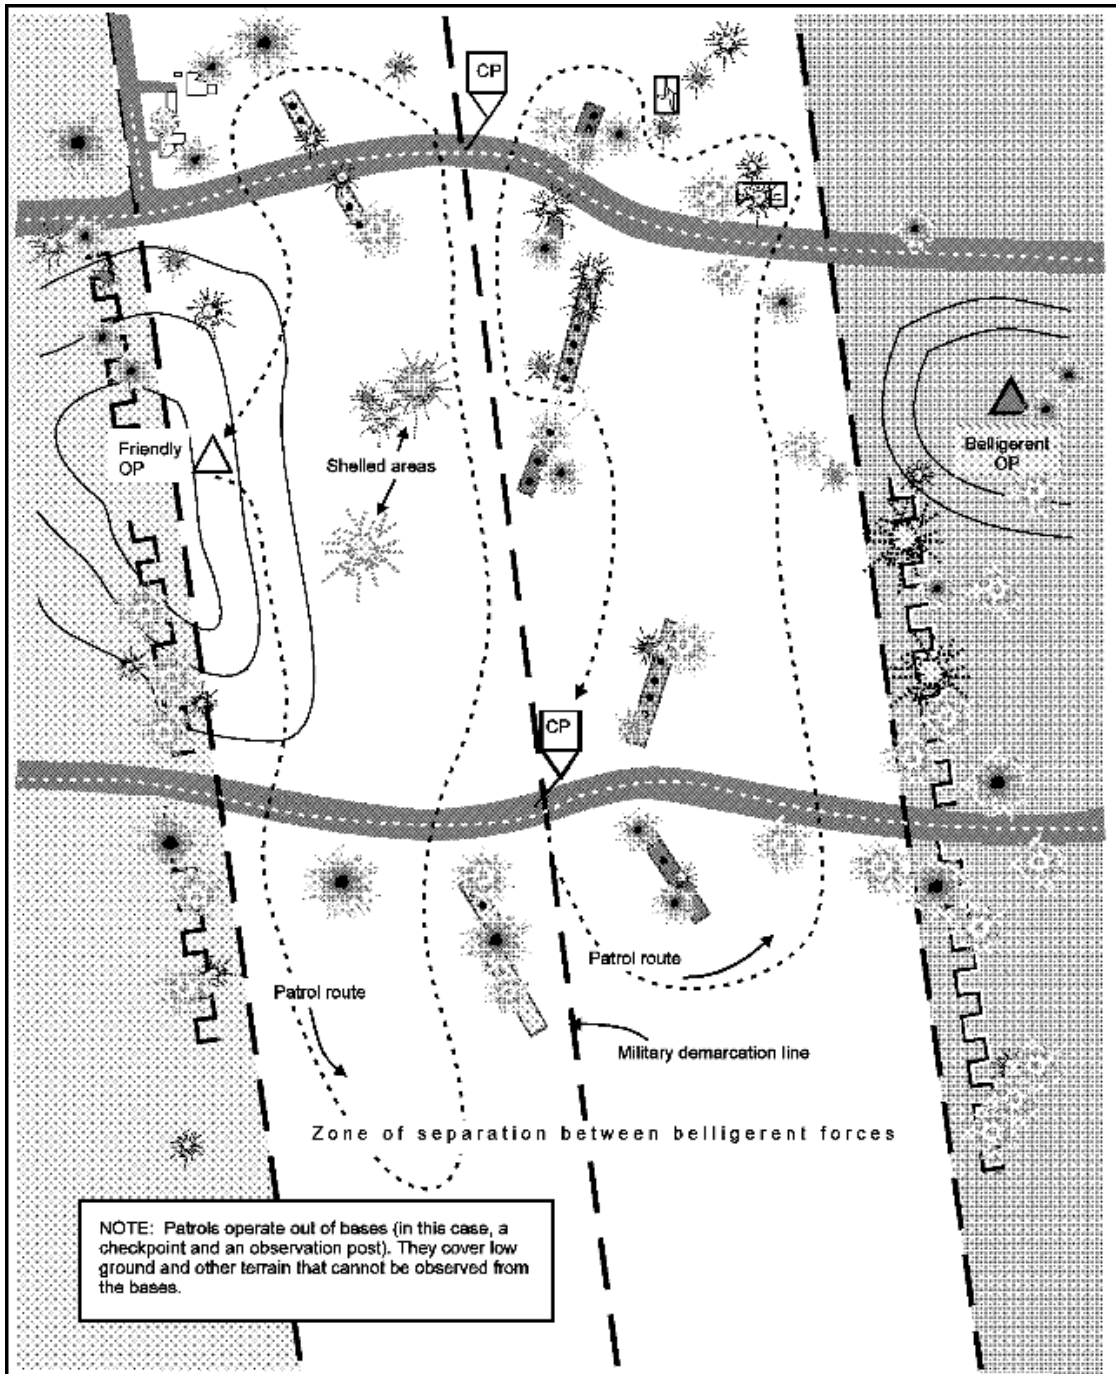 CP
Friendly
OP
Shelled areas
Belligerent
OP
CP
Patrol route
Patrol route
Military demarcation line
Zone of separation between belligerent forces
NOTE: Patrols operate out of bases (in this case, a
checkpoint and an observation post). They cover low
ground and other terrain that cannot be observed from
the bases.